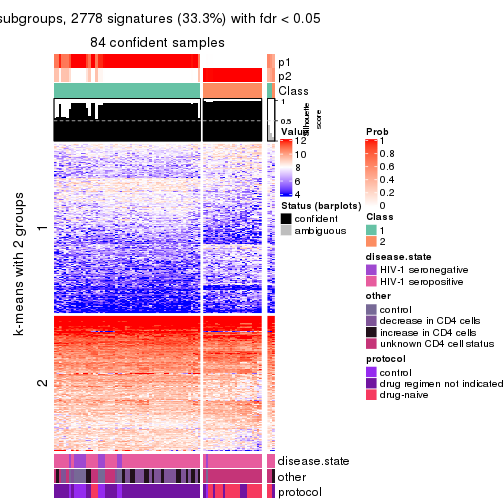 subgroups, 2778 signatures (33.3%) with fdr < 0.05
84 confident samples
p1
p2
Class
1
0.5
0
Silhouette
score
k-means with 2 groups
1
2
disease.state
other
protocol
Value
12
10
8
6
4
Status (barplots)
confident
ambiguous
Prob
1
0.8
0.6
0.4
0.2
0
Class
1
2
disease.state
HIV-1 seronegative
HIV-1 seropositive
other
control
decrease in CD4 cells
increase in CD4 cells
unknown CD4 cell status
protocol
control
drug regimen not indicated
drug-naive